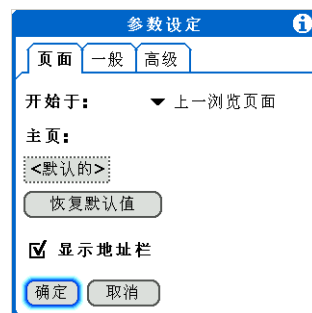 参数设定
页面 一般 高级
开始于: 上一浏览页面
主页:
<默认的>
恢复默认值
显示地址栏
确定 取消